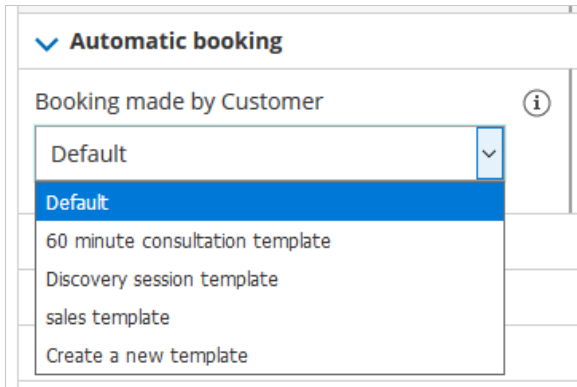 Automatic booking
Booking made by Customer
Default
Default
60 minute consultation template
Discovery session template
sales template
Create a new template